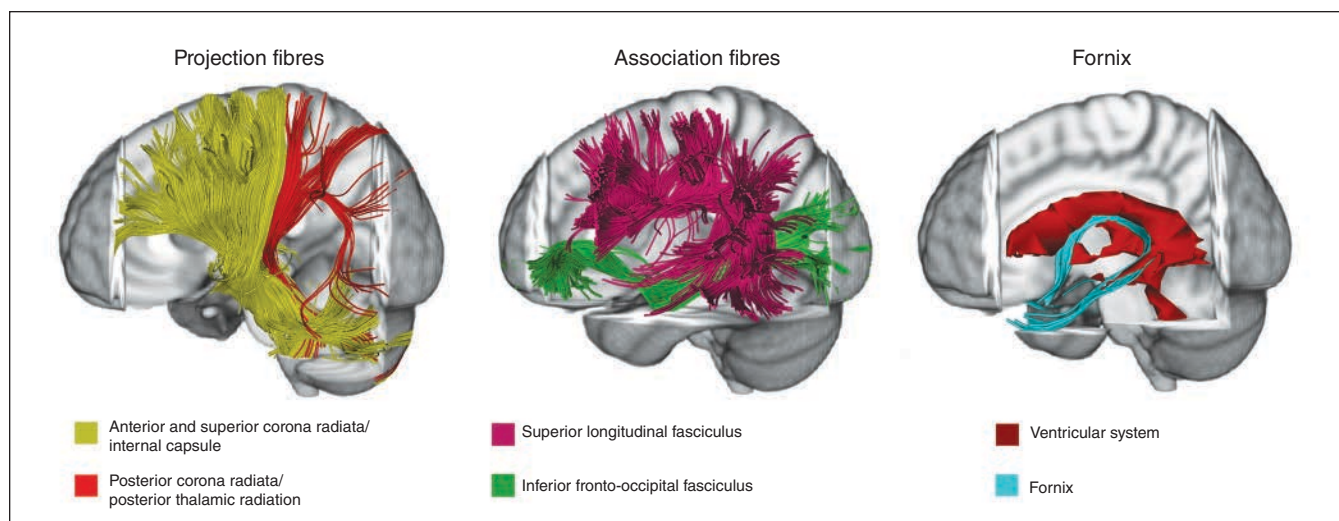 Projection fibres
Association fibres
Fornix
Anterior and superior corona radiata/
internal capsule
Posterior corona radiata/
posterior thalamic radiation
Superior longitudinal fasciculus
Inferior fronto-occipital fasciculus
Ventricular system
Fornix